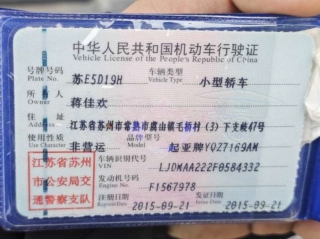 中华人民共和国机动车行驶证
Vehicle License of the People's Republic of China
号牌号码 苏E5D19H 车辆类型 小型轿车
Plate No. Vehicle Type
所有人 蒋佳欢
Owner
住址 江苏省苏州市常熟市虞山镇毛桥村(3)下支歧47号
Address
使用性质 非营运 品牌型号 起亚牌YQZ7169AM
Use Character Model
江苏省苏州
市公安局交
通警察支队
车辆识别代号 LJDMAA222F0584332
VIN
发动机号码 F1567978
Engine No.
注册日期 2015-09-21 发证日期 2015-09-21
Register Date Issue Date